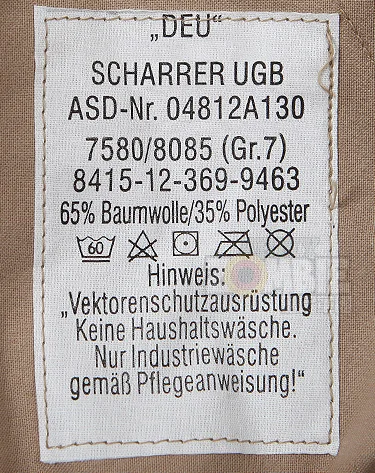 „DEU"
SCHARRER UGB
ASD-Nr. 04812A130
7580/8085 (Gr.7)
8415-12-369-9463
65% Baumwolle/35% Polyester
60
Hinweis:
„Vektorenschutzausrüstung
Keine Haushaltswäsche.
Nur Industriewäsche
gemäß Pflegeanweisung!"